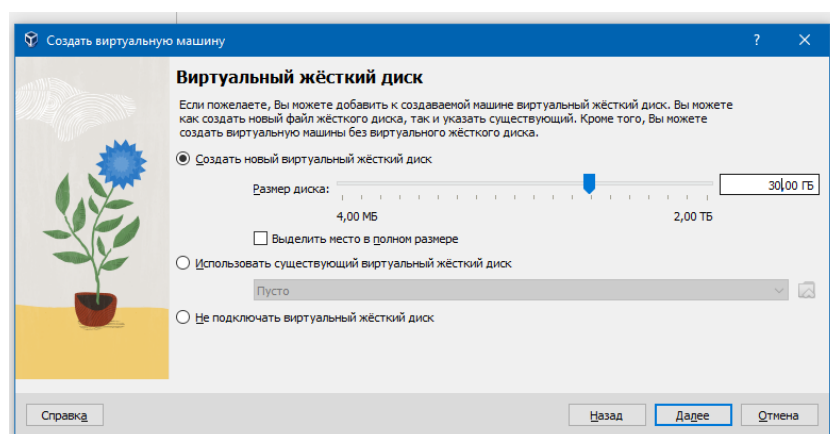 Создать виртуальную машину
?
Виртуальный жёсткий диск
Если пожелаете, Вы можете добавить к создаваемой машине виртуальный жёсткий диск. Вы можете
как создать новый файл жёсткого диска, так и указать существующий. Кроме того, Вы можете
создать виртуальную машины без виртуального жёсткого диска.
Создать новый виртуальный жёсткий диск
Размер диска:
30,00 ГБ
4,00 МБ
2,00 ТБ
Выделить место в полном размере
Использовать существующий виртуальный жёсткий диск
Пусто
Не подключать виртуальный жёсткий диск
Справка
Назад
Далее
Отмена